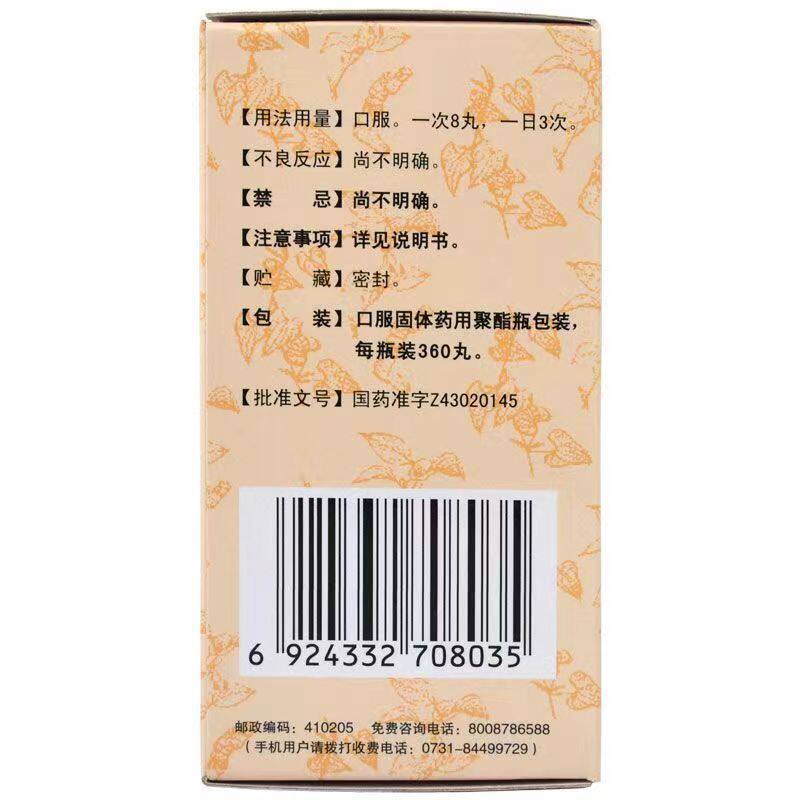 【用法用量】口服。一次8丸，一日3次。
【不良反应】尚不明确。
【禁　　忌】尚不明确。
【注意事项】详见说明书。
【贮　　藏】密封。
【包　　装】口服固体药用聚酯瓶包装，
每瓶装360丸。
【批准文号】国药准字Z43020145
6 924332 708035
邮政编码：410205　免费咨询电话：8008786588
（手机用户请拨打收费电话：0731-84499729）